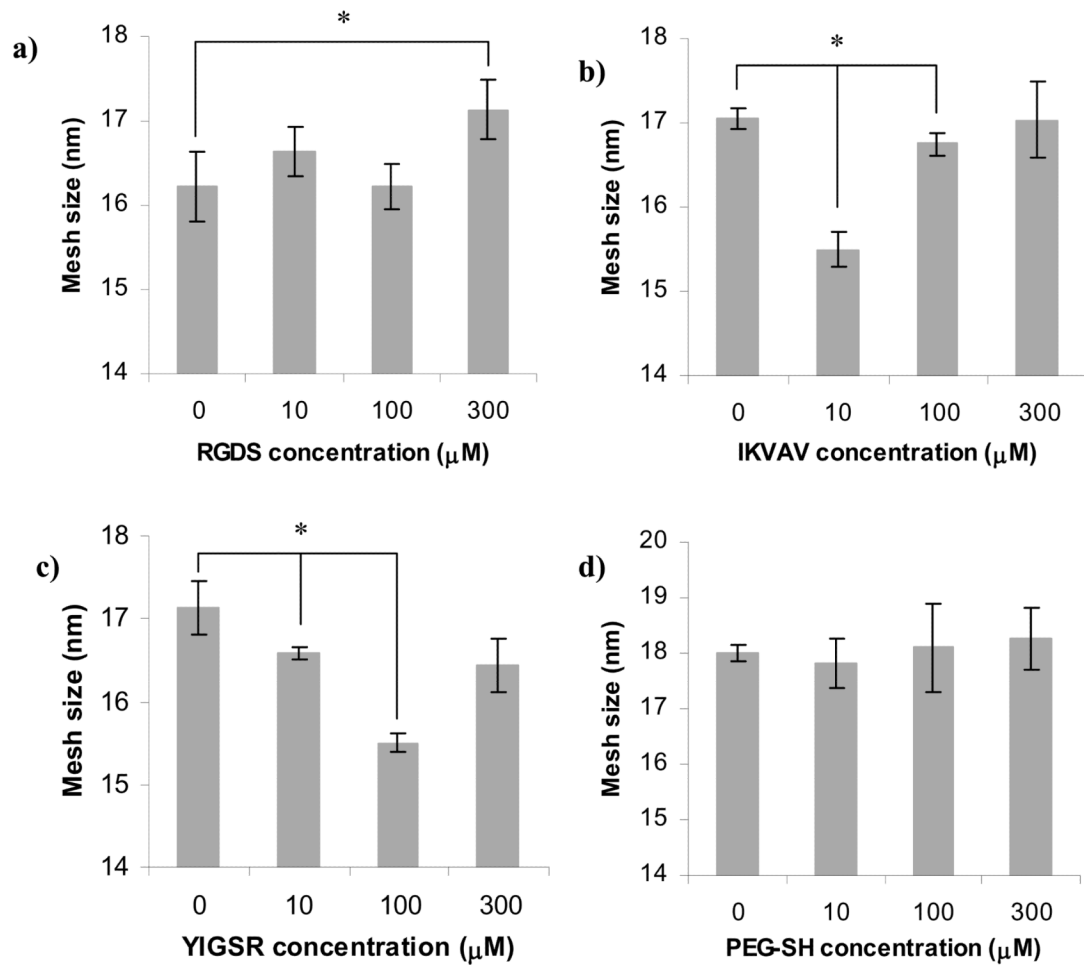 a)
*
Mesh size (nm)
18
17
16
15
14
0 10 100 300
RGDS concentration (μM)
b)
*
Mesh size (nm)
18
17
16
15
14
0 10 100 300
IKVAV concentration (μM)
c)
*
Mesh size (nm)
18
17
16
15
14
0 10 100 300
YIGSR concentration (μM)
d)
Mesh size (nm)
20
19
18
17
16
15
14
0 10 100 300
PEG-SH concentration (μM)